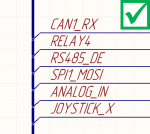 CAN1_RX
RELAY4
RS485_DE
SPI1_MOSI
ANALOG_IN
JOYSTICK_X